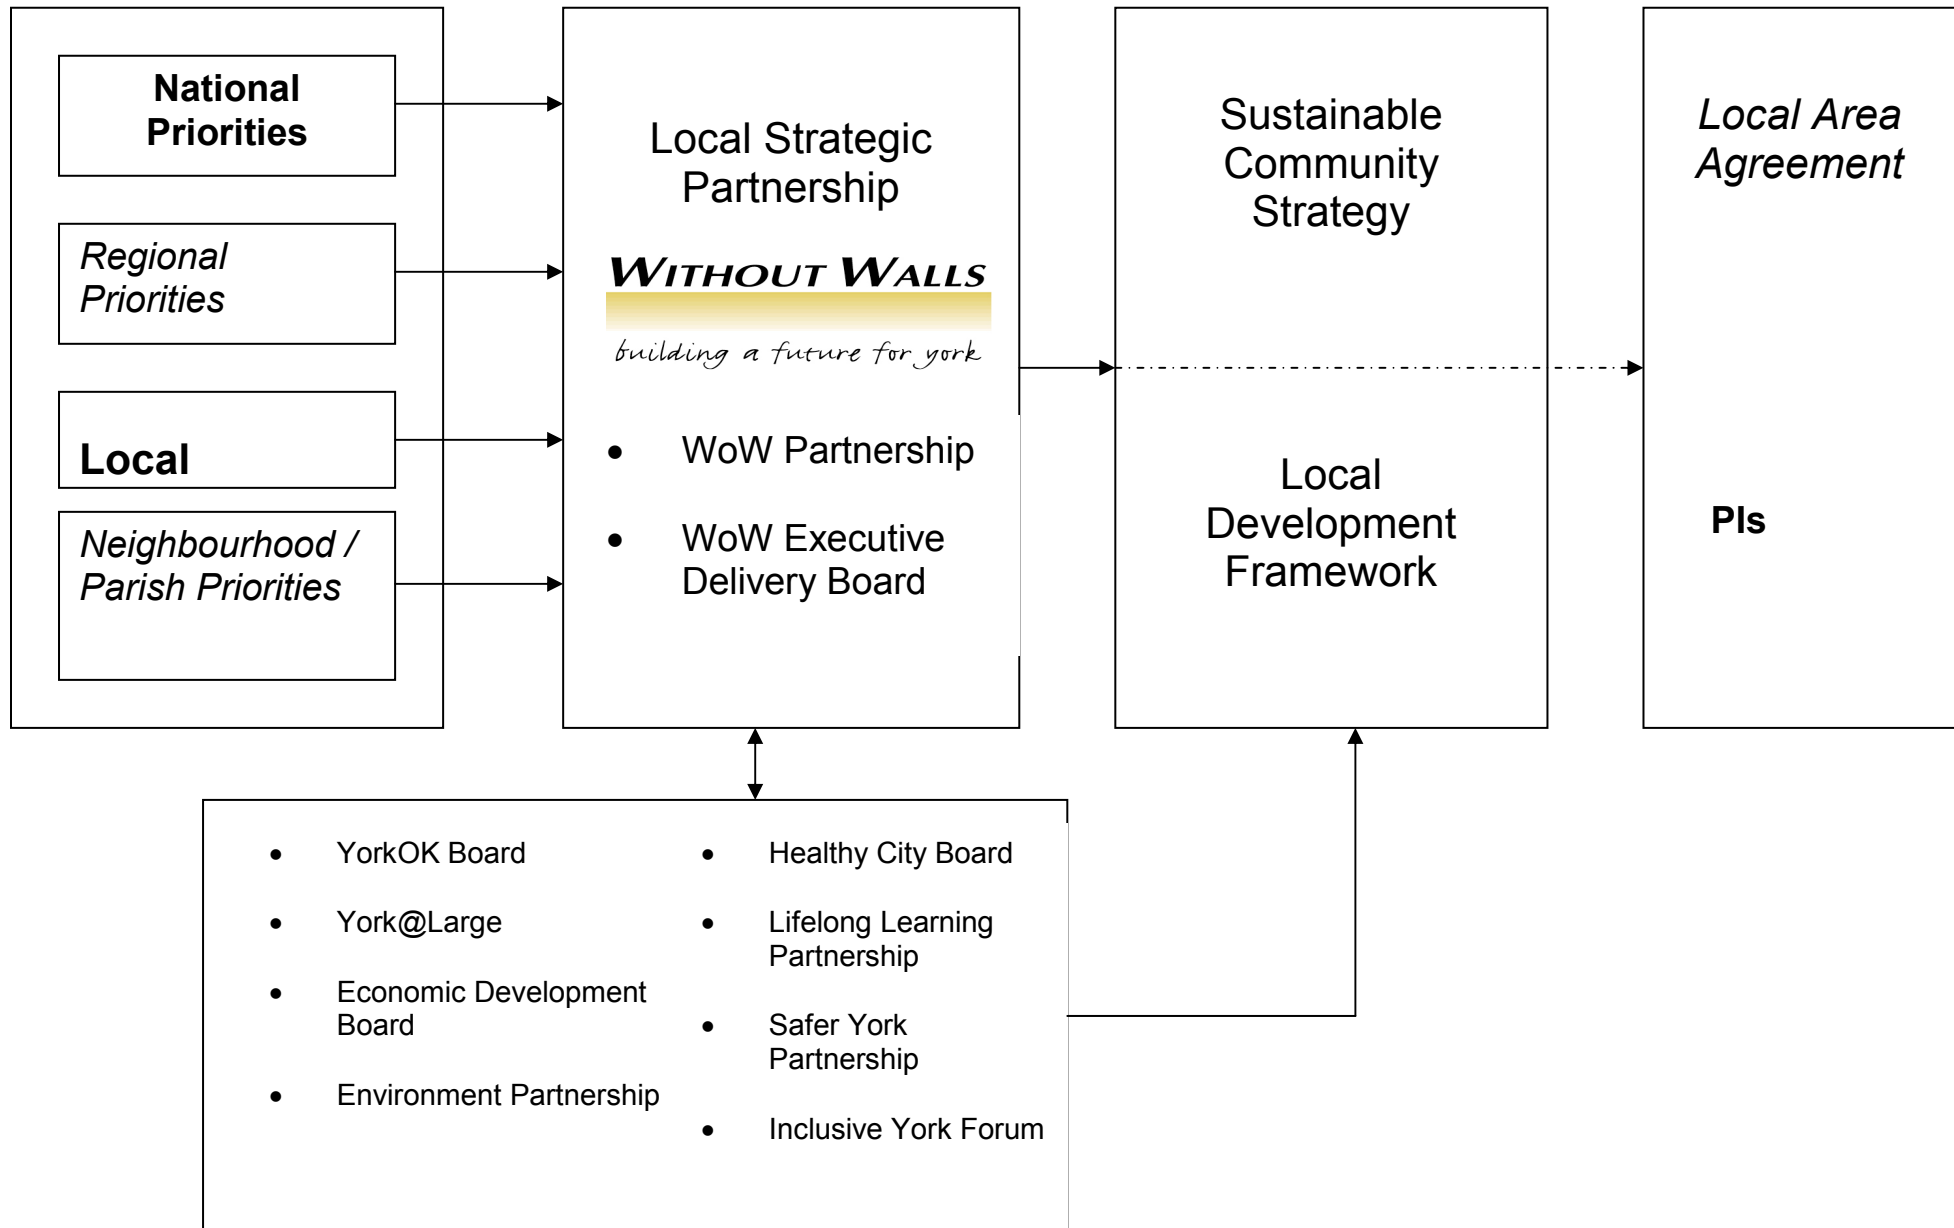 National
Priorities
Regional
Priorities
Local
Neighbourhood /
Parish Priorities
Local Strategic
Partnership
WITHOUT WALLS
building a future for york
• WoW Partnership
• WoW Executive
Delivery Board
Sustainable
Community
Strategy
Local
Development
Framework
Local Area
Agreement
PIs
• YorkOK Board
• York@Large
• Economic Development
Board
• Environment Partnership
• Healthy City Board
• Lifelong Learning
Partnership
• Safer York
Partnership
• Inclusive York Forum